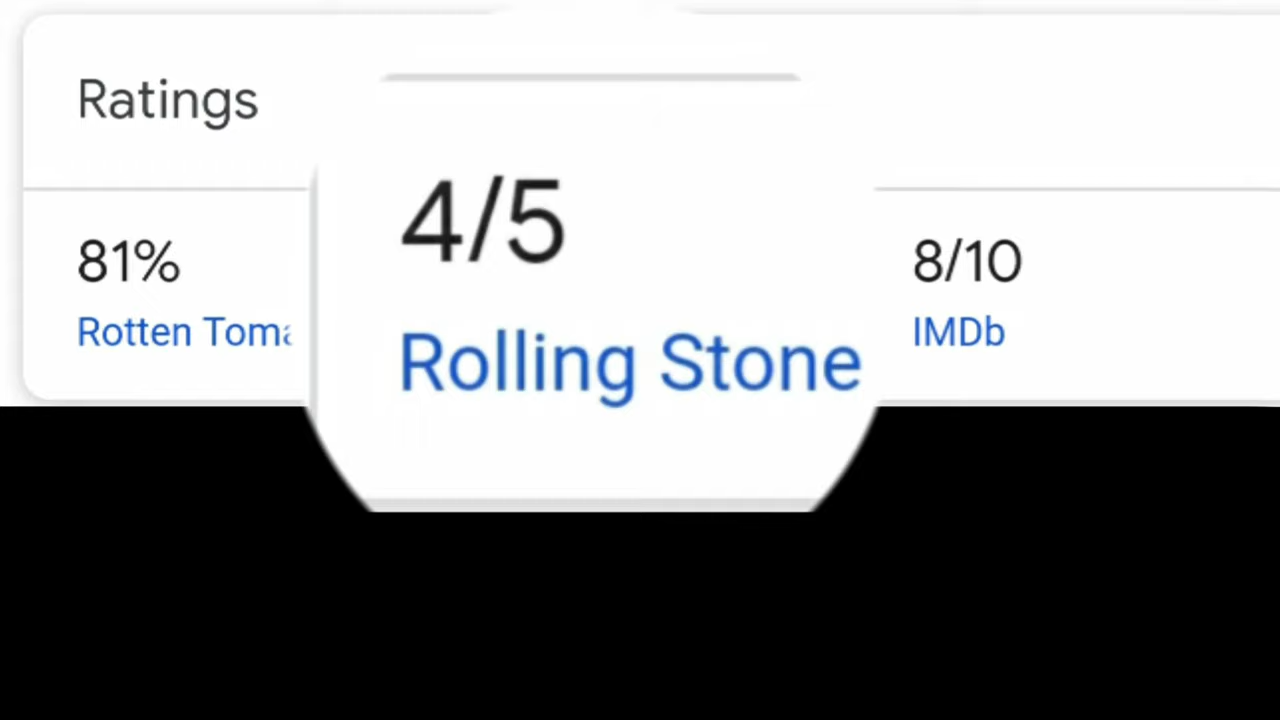 Ratings
81%
Rotten Toma
4/5
Rolling Stone
8/10
IMDb